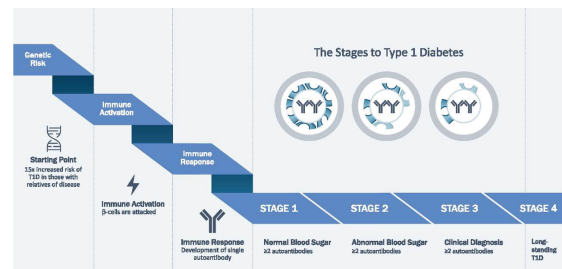 The Stages to Type 1 Diabetes
Genetic
Risk
Immune
Activation
Immune
Response
Starting Point
15x increased risk of
T1D in those with
relatives of disease
Immune Activation
β-cells are attacked
Immune Response
Development of single
autoantibody
STAGE 1
STAGE 2
STAGE 3
STAGE 4
Normal Blood Sugar
≥2 autoantibodies
Abnormal Blood Sugar
≥2 autoantibodies
Clinical Diagnosis
≥2 autoantibodies
Long-
standing
T1D